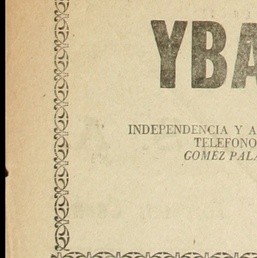 YBA
INDEPENDENCIA Y A
TELEFONO
GOMEZ PALA